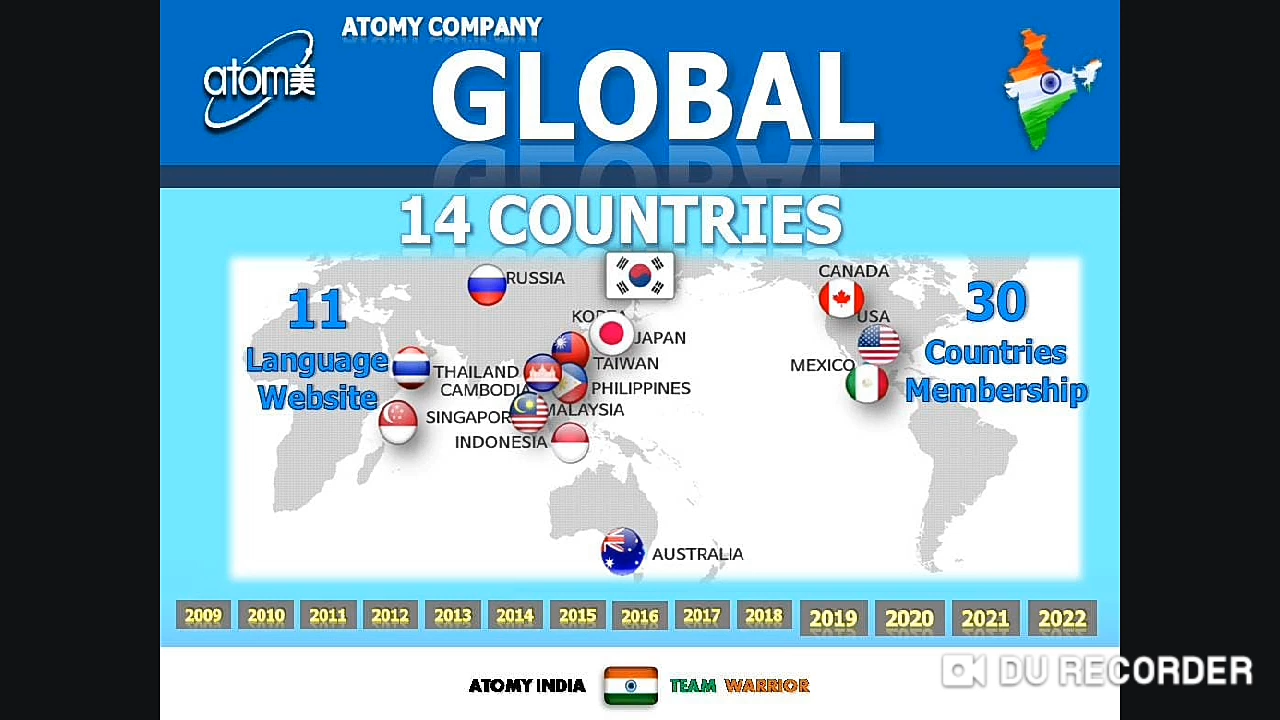 ATOMY COMPANY
atom美
GLOBAL
14 COUNTRIES
RUSSIA
CANADA
11
Language
Website
30
Countries
Membership
USA
JAPAN
TAIWAN
MEXICO
THAILAND
CAMBODIA
PHILIPPINES
MALAYSIA
SINGAPOR
INDONESIA
AUSTRALIA
2009 2010 2011 2012 2013 2014 2015 2016 2017 2018 2019 2020 2021 2022
ATOMY INDIA TEAM WARRIOR
DU RECORDER